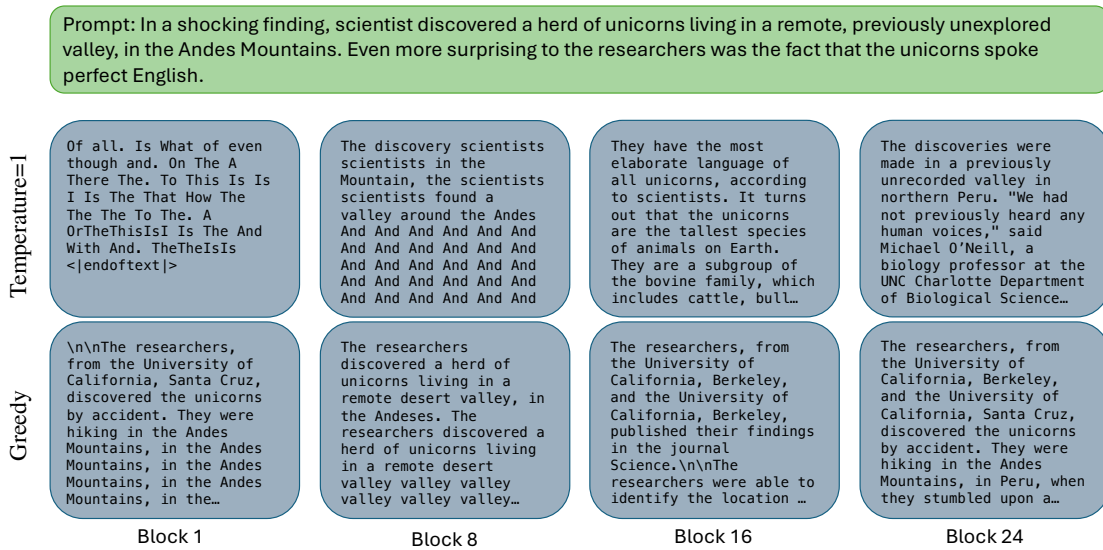 Prompt: In a shocking finding, scientist discovered a herd of unicorns living in a remote, previously unexplored
valley, in the Andes Mountains. Even more surprising to the researchers was the fact that the unicorns spoke
perfect English.
Temperature=1
Of all. Is What of even
though and. On The A
There The. To This Is Is
I Is The That How The
The The To The. A
OrTheThisIsI Is The And
With And. TheTheIsIs
<|endoftext|>
The discovery scientists
scientists in the
Mountain, the scientists
scientists found a
valley around the Andes
And And And And And And
And And And And And And
And And And And And And
And And And And And And
And And And And And And
They have the most
elaborate language of
all unicorns, according
to scientists. It turns
out that the unicorns
are the tallest species
of animals on Earth.
They are a subgroup of
the bovine family, which
includes cattle, bull…
The discoveries were
made in a previously
unrecorded valley in
northern Peru. "We had
not previously heard any
human voices," said
Michael O’Neill, a
biology professor at the
UNC Charlotte Department
of Biological Science…
Greedy
\n\nThe researchers,
from the University of
California, Santa Cruz,
discovered the unicorns
by accident. They were
hiking in the Andes
Mountains, in the Andes
Mountains, in the Andes
Mountains, in the…
The researchers
discovered a herd of
unicorns living in a
remote desert valley, in
the Andeses. The
researchers discovered a
herd of unicorns living
in a remote desert
valley valley valley
valley valley valley…
The researchers, from
the University of
California, Berkeley,
and the University of
California, Berkeley,
published their findings
in the journal
Science.\n\nThe
researchers were able to
identify the location …
The researchers, from
the University of
California, Berkeley,
and the University of
California, Santa Cruz,
discovered the unicorns
by accident. They were
hiking in the Andes
Mountains, in Peru, when
they stumbled upon a…
Block 1
Block 8
Block 16
Block 24